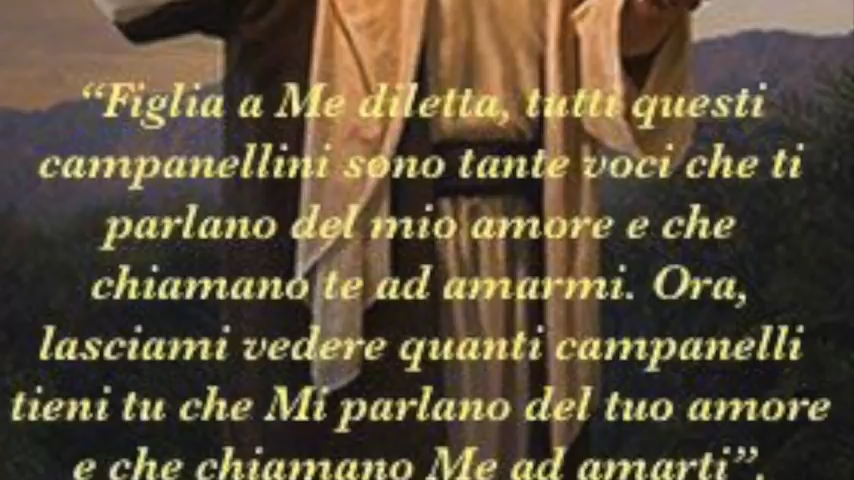 “Figlia a Me diletta, tutti questi
campanellini sono tante voci che ti
parlano del mio amore e che
chiamano te ad amarmi. Ora,
lasciami vedere quanti campanelli
tieni tu che Mi parlano del tuo amore
e che chiamano Me ad amarti”.